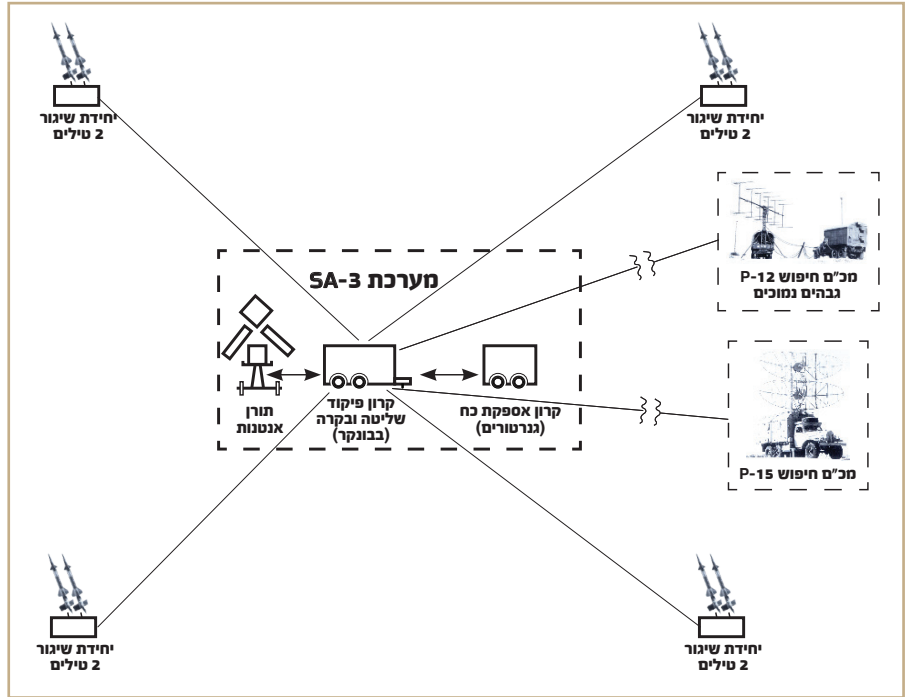 יחידת שיגור
2 טילים
יחידת שיגור
2 טילים
מכ"ם חיפוש P-12
גבהים נמוכים
מערכת SA-3
תורן
אנטנות
קרון פיקוד
שליטה ובקרה
(בבונקר)
קרון אספקת כח
(גנרטורים)
מכ"ם חיפוש P-15
יחידת שיגור
2 טילים
יחידת שיגור
2 טילים